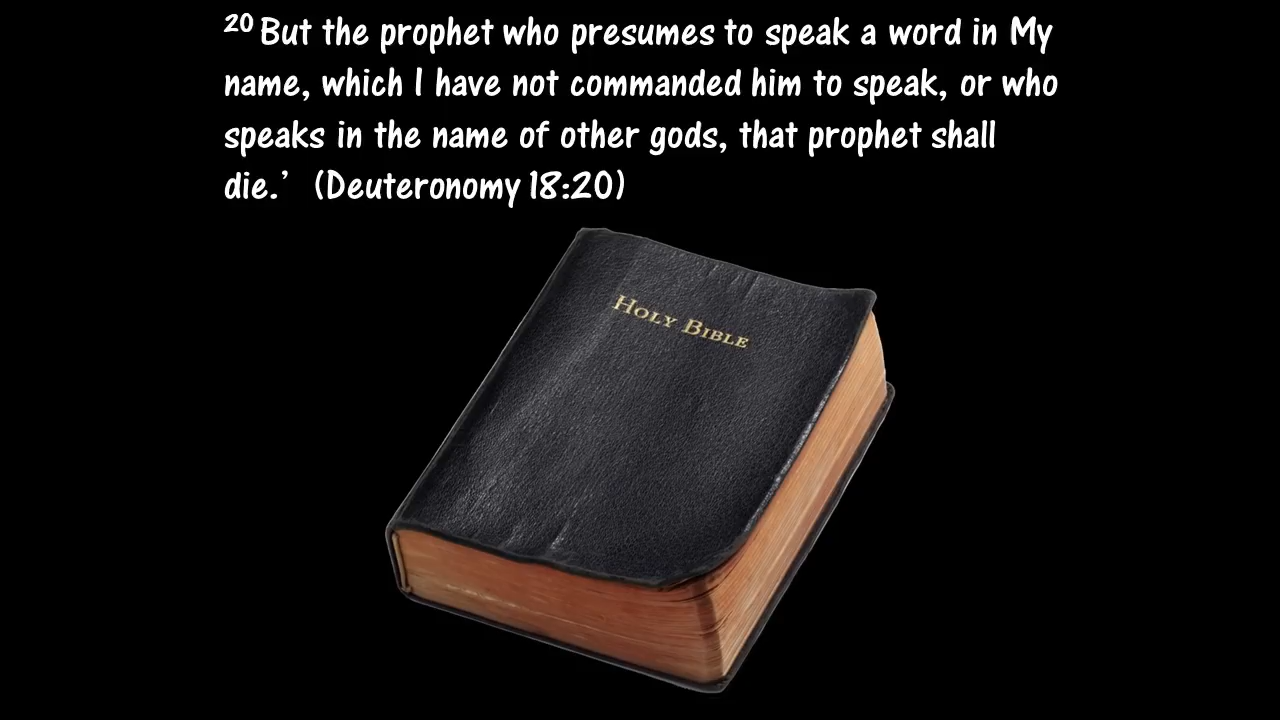 ²⁰ But the prophet who presumes to speak a word in My
name, which I have not commanded him to speak, or who
speaks in the name of other gods, that prophet shall
die.’ (Deuteronomy 18:20)
HOLY BIBLE